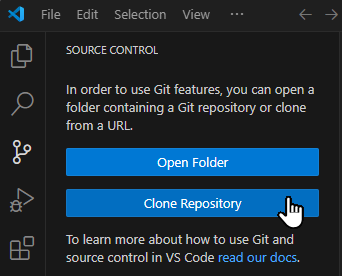 File Edit Selection ···
SOURCE CONTROL
In order to use Git features, you can open a
folder containing a Git repository or clone
from a URL.
Open Folder
Clone Repository
To learn more about how to use Git and
source control in VS Code read our docs.